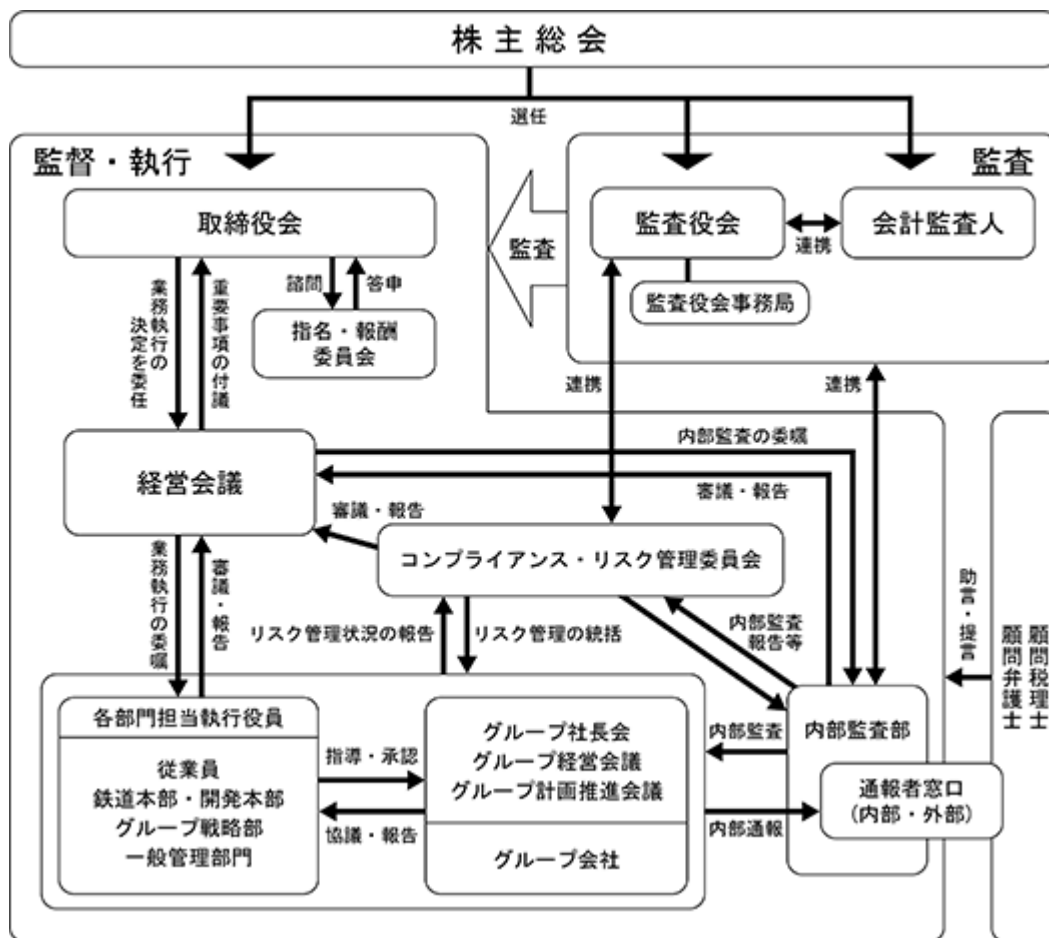 株主総会
選任
監督・執行
監査
取締役会
監査
監査役会
連携
会計監査人
監査役会事務局
諮問
答申
指名・報酬
委員会
業務執行の
決定を委任
重要事項の付議
連携
連携
経営会議
内部監査の委嘱
審議・報告
審議・報告
コンプライアンス・リスク管理委員会
業務執行の委嘱
審議・報告
リスク管理状況の報告
リスク管理の統括
内部監査
報告等
助言・提言
顧問税理士
顧問弁護士
各部門担当執行役員
従業員
鉄道本部・開発本部
グループ戦略部
一般管理部門
指導・承認
協議・報告
グループ社長会
グループ経営会議
グループ計画推進会議
グループ会社
内部監査
内部通報
内部監査部
通報者窓口
(内部・外部)